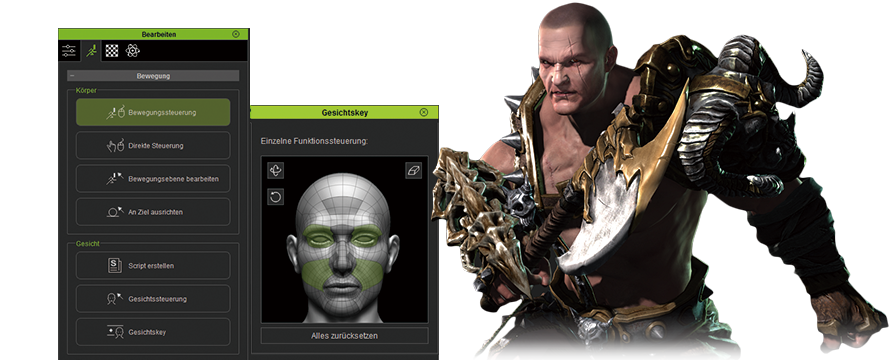 Bearbeiten
Bewegung
Körper
Bewegungssteuerung
Direkte Steuerung
Bewegungsebene bearbeiten
An Ziel ausrichten
Gesicht
Script erstellen
Gesichtssteuerung
Gesichtskey
Gesichtskey
Einzelne Funktionssteuerung:
Alles zurücksetzen